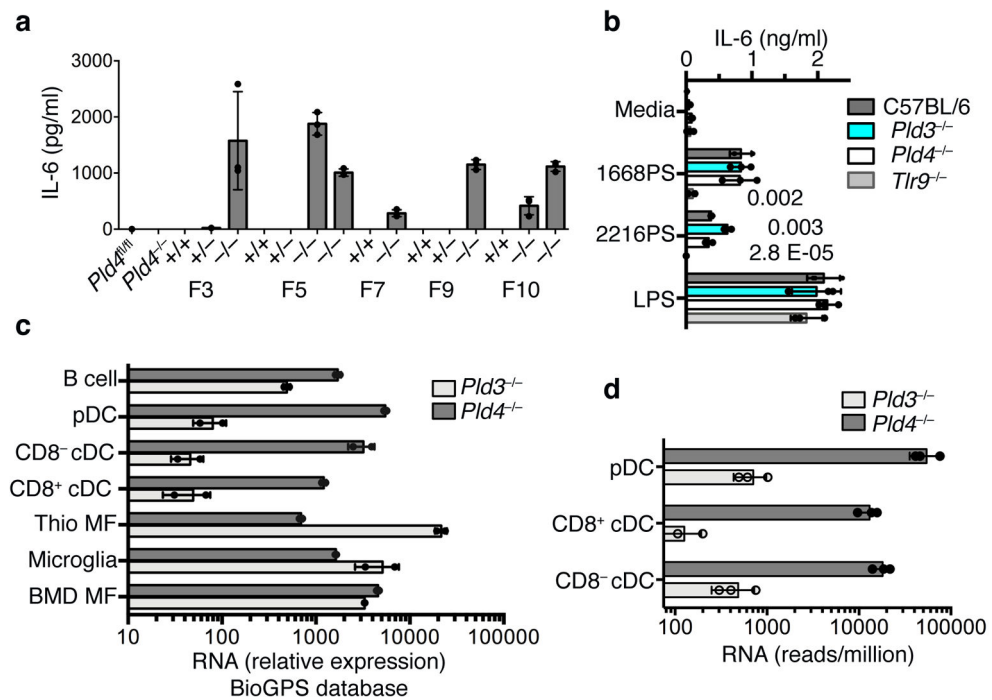 a
IL-6 (pg/ml)
3000
2000
1000
0
Pld4fl/fl
Pld4–/–
+/+
+/–
–/–
+/+
+/–
–/–
–/–
+/+
–/–
+/+
+/–
–/–
+/+
+/–
–/–
F3
F5
F7
F9
F10
b
IL-6 (ng/ml)
0 1 2
Media
1668PS
2216PS
LPS
0.002
0.003
2.8 E-05
C57BL/6
Pld3–/–
Pld4–/–
Tlr9–/–
c
B cell
pDC
CD8– cDC
CD8+ cDC
Thio MF
Microglia
BMD MF
Pld3–/–
Pld4–/–
10 100 1000 10000 100000
RNA (relative expression)
BioGPS database
d
Pld3–/–
Pld4–/–
pDC
CD8+ cDC
CD8– cDC
100 1000 10000 100000
RNA (reads/million)